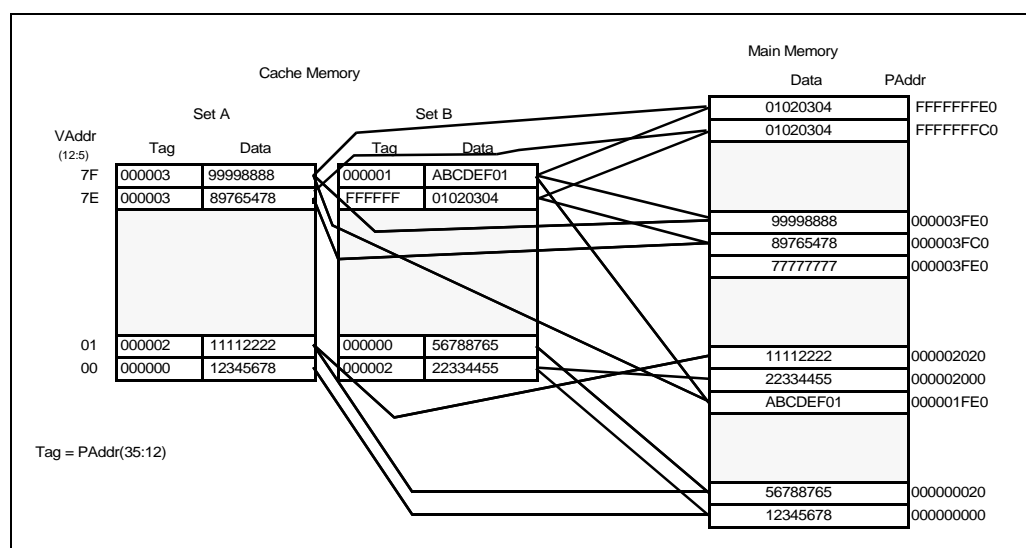 Main Memory
Cache Memory
Data PAddr
Set A Set B
VAddr
(12:5)
Tag Data Tag Data
01020304 FFFFFFFE0
01020304 FFFFFFFC0
7F 000003 99998888 000001 ABCDEF01
7E 000003 89765478 FFFFFF 01020304
99998888 000003FE0
89765478 000003FC0
77777777 000003FE0
01 000002 11112222 000000 56788765
00 000000 12345678 000002 22334455
11112222 000002020
22334455 000002000
ABCDEF01 000001FE0
Tag = PAddr(35:12)
56788765 000000020
12345678 000000000